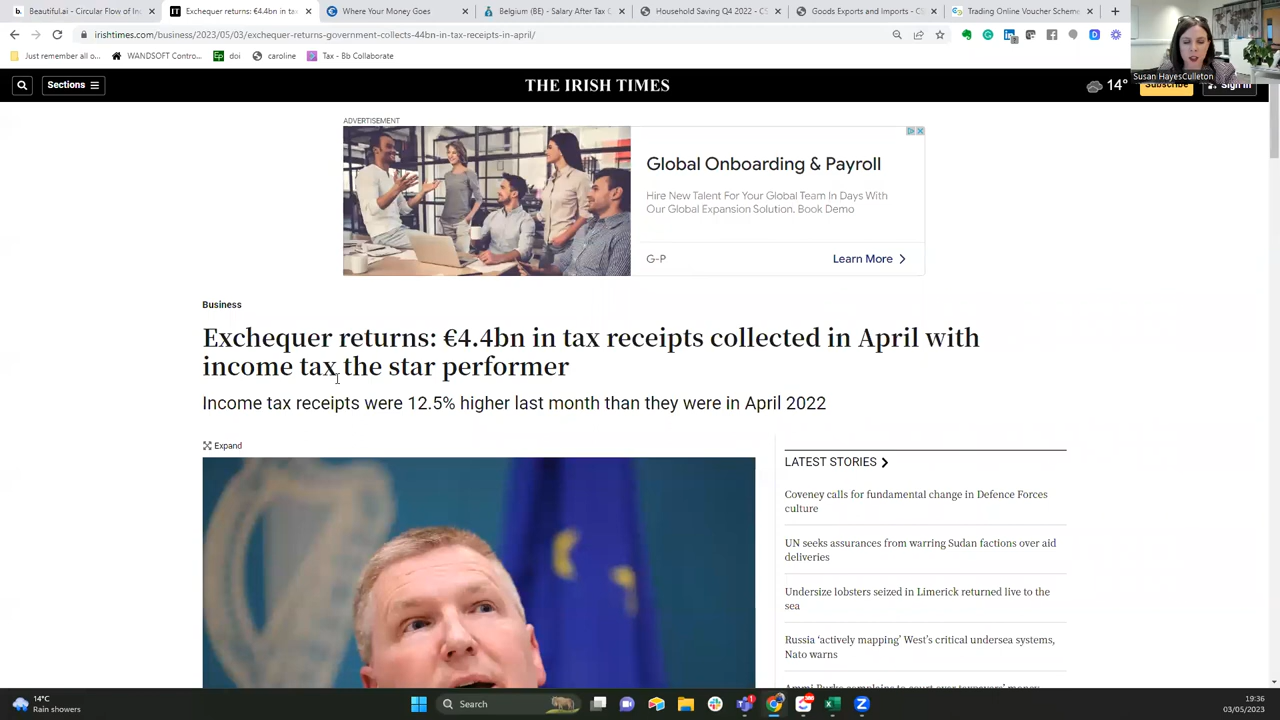 Beautiful.ai - Circular Flow of Inc
Exchequer returns: €4.4bn in tax
Where Your Money Goes
Belgium (BE) - Salary After Tax C
Household Saving Q4 2022 - CS
Goods Exports and Imports - CS
Trading Online Voucher Scheme
irishtimes.com/business/2023/05/03/exchequer-returns-government-collects-44bn-in-tax-receipts-in-april/
Just remember all o...
WANDSOFT Contro...
doi
caroline
Tax - Bb Collaborate
Susan HayesCulleton
Sections
THE IRISH TIMES
14°
Subscribe
Sign In
ADVERTISEMENT
Global Onboarding & Payroll
Hire New Talent For Your Global Team In Days With
Our Global Expansion Solution. Book Demo
G-P
Learn More
Business
Exchequer returns: €4.4bn in tax receipts collected in April with
income tax the star performer
Income tax receipts were 12.5% higher last month than they were in April 2022
Expand
LATEST STORIES
Coveney calls for fundamental change in Defence Forces
culture
UN seeks assurances from warring Sudan factions over aid
deliveries
Undersize lobsters seized in Limerick returned live to the
sea
Russia ‘actively mapping’ West’s critical undersea systems,
Nato warns
14°C
Rain showers
Search
19:36
03/05/2023